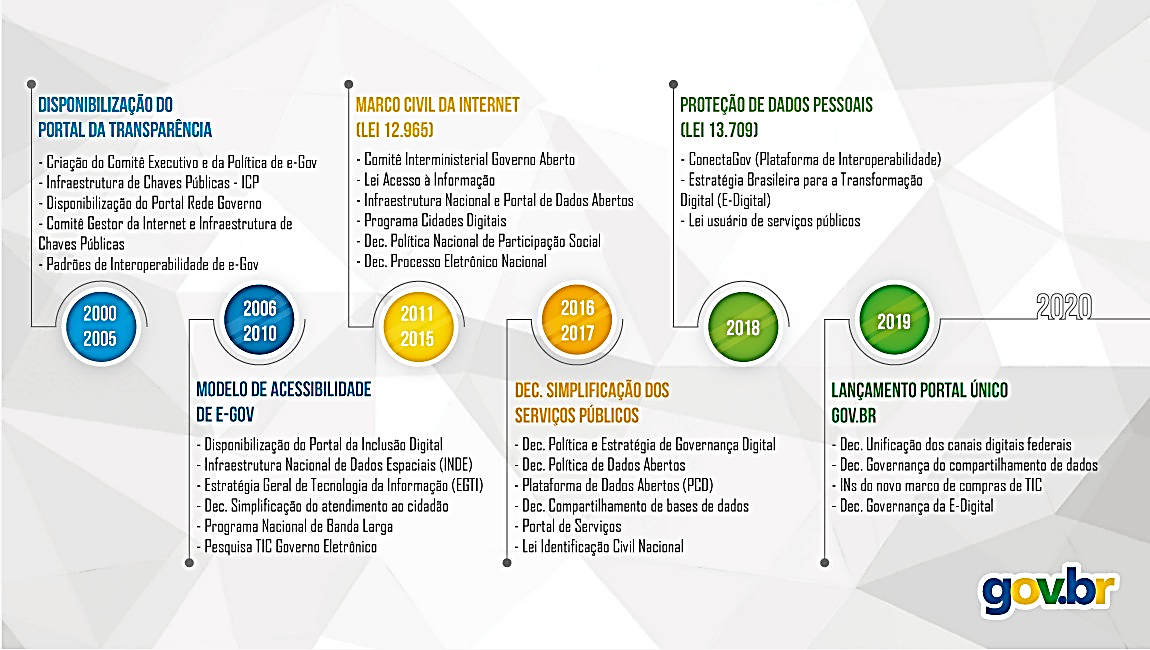 DISPONIBILIZAÇÃO DO
PORTAL DA TRANSPARÊNCIA
- Criação do Comitê Executivo e da Política de e-Gov
- Infraestrutura de Chaves Públicas - ICP
- Disponibilização do Portal Rede Governo
- Comitê Gestor da Internet e Infraestrutura de
Chaves Públicas
- Padrões de Interoperabilidade de e-Gov
2000
2005
2006
2010
MODELO DE ACESSIBILIDADE
DE E-GOV
- Disponibilização do Portal da Inclusão Digital
- Infraestrutura Nacional de Dados Espaciais (INDE)
- Estratégia Geral de Tecnologia da Informação (EGTI)
- Dec. Simplificação do atendimento ao cidadão
- Programa Nacional de Banda Larga
- Pesquisa TIC Governo Eletrônico
MARCO CIVIL DA INTERNET
(LEI 12.965)
- Comitê Interministerial Governo Aberto
- Lei Acesso à Informação
- Infraestrutura Nacional e Portal de Dados Abertos
- Programa Cidades Digitais
- Dec. Política Nacional de Participação Social
- Dec. Processo Eletrônico Nacional
2011
2015
2016
2017
DEC. SIMPLIFICAÇÃO DOS
SERVIÇOS PÚBLICOS
- Dec. Política e Estratégia de Governança Digital
- Dec. Política de Dados Abertos
- Plataforma de Dados Abertos (PCD)
- Dec. Compartilhamento de bases de dados
- Portal de Serviços
- Lei Identificação Civil Nacional
PROTEÇÃO DE DADOS PESSOAIS
(LEI 13.709)
- ConectaGov (Plataforma de Interoperabilidade)
- Estratégia Brasileira para a Transformação
Digital (E-Digital)
- Lei usuário de serviços públicos
2018
2019
LANÇAMENTO PORTAL ÚNICO
GOV.BR
- Dec. Unificação dos canais digitais federais
- Dec. Governança do compartilhamento de dados
- INs do novo marco de compras de TIC
- Dec. Governança da E-Digital
2020
gov.br